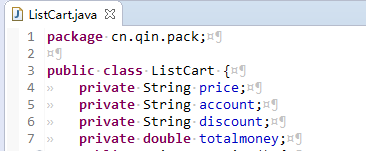 ListCart.java
1 package cn.qin.pack;
2
3 public class ListCart {
4 private String price;
5 private String account;
6 private String discount;
7 private double totalmoney;